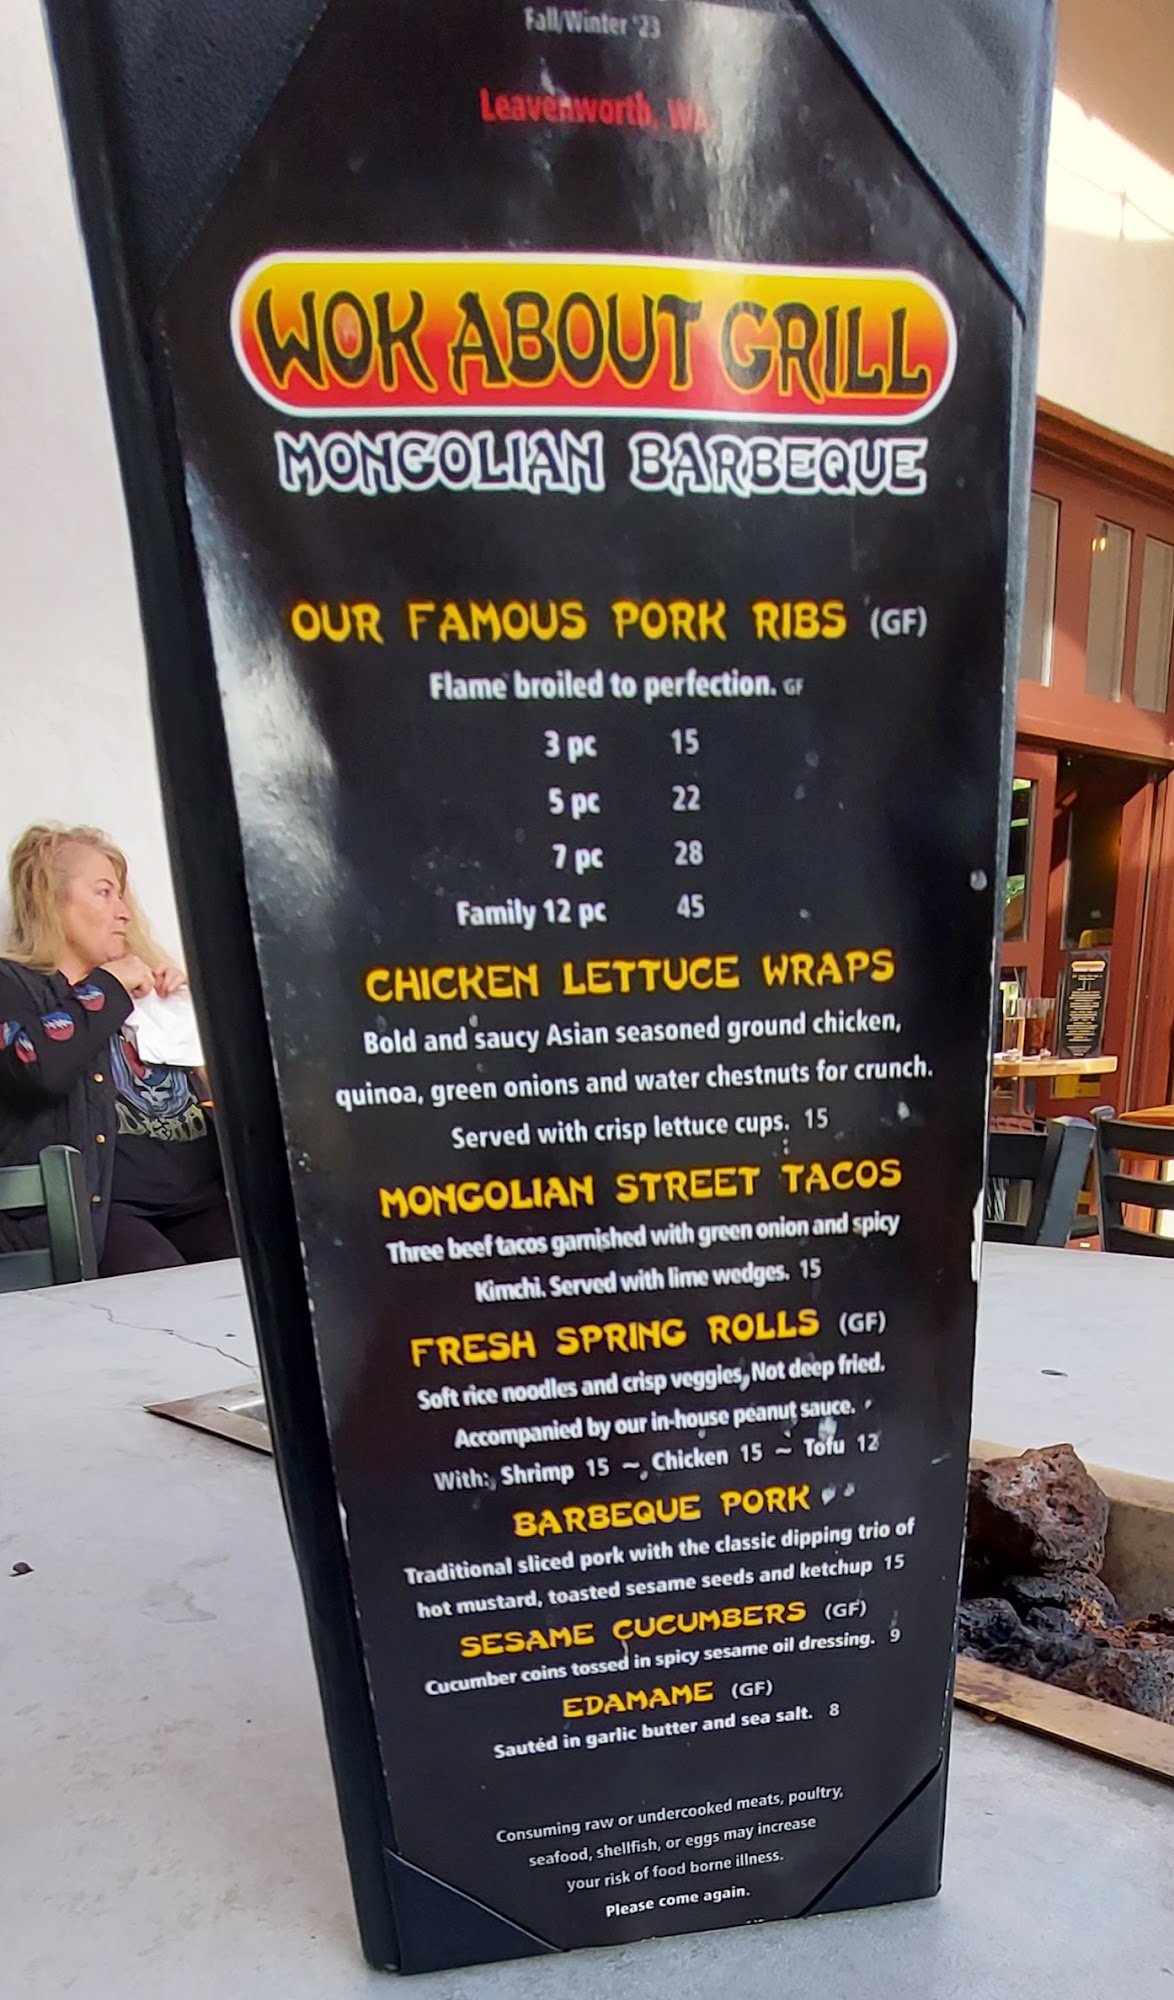 Fall/Winter '23
Leavenworth, WA
WOK ABOUT GRILL
MONGOLIAN BARBEQUE
OUR FAMOUS PORK RIBS (GF)
Flame broiled to perfection. GF
3 pc 15
5 pc 22
7 pc 28
Family 12 pc 45
CHICKEN LETTUCE WRAPS
Bold and saucy Asian seasoned ground chicken,
quinoa, green onions and water chestnuts for crunch.
Served with crisp lettuce cups. 15
MONGOLIAN STREET TACOS
Three beef tacos garnished with green onion and spicy
Kimchi. Served with lime wedges. 15
FRESH SPRING ROLLS (GF)
Soft rice noodles and crisp veggies, Not deep fried.
Accompanied by our in-house peanut sauce.
With: Shrimp 15 ~ Chicken 15 ~ Tofu 12
BARBEQUE PORK
Traditional sliced pork with the classic dipping trio of
hot mustard, toasted sesame seeds and ketchup 15
SESAME CUCUMBERS (GF)
Cucumber coins tossed in spicy sesame oil dressing. 9
EDAMAME (GF)
Sautéd in garlic butter and sea salt. 8
Consuming raw or undercooked meats, poultry,
seafood, shellfish, or eggs may increase
your risk of food borne illness.
Please come again.